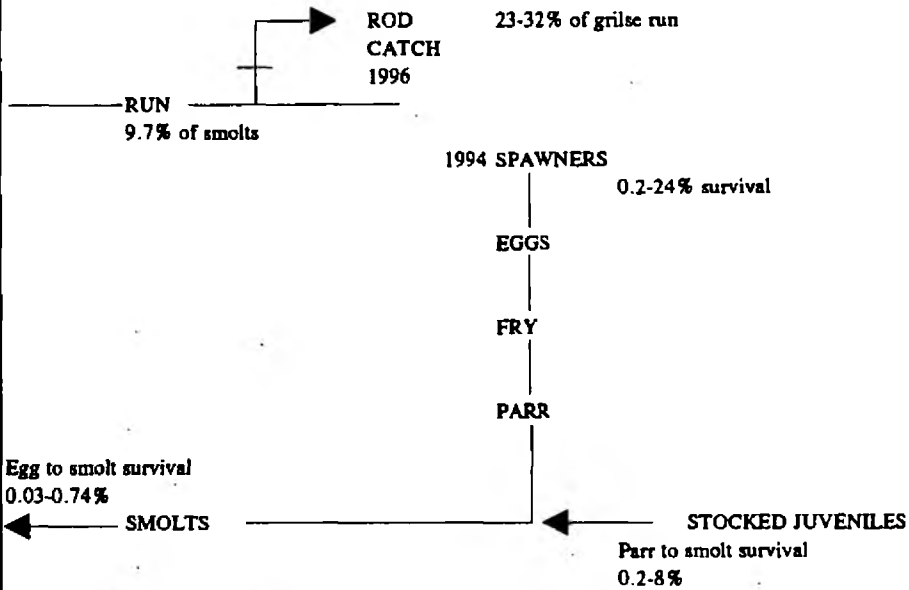 ROD
CATCH
1996
23-32% of grilse run
RUN
9.7% of smolts
1994 SPAWNERS
0.2-24% survival
EGGS
FRY
PARR
Egg to smolt survival
0.03-0.74%
SMOLTS
STOCKED JUVENILES
Parr to smolt survival
0.2-8%